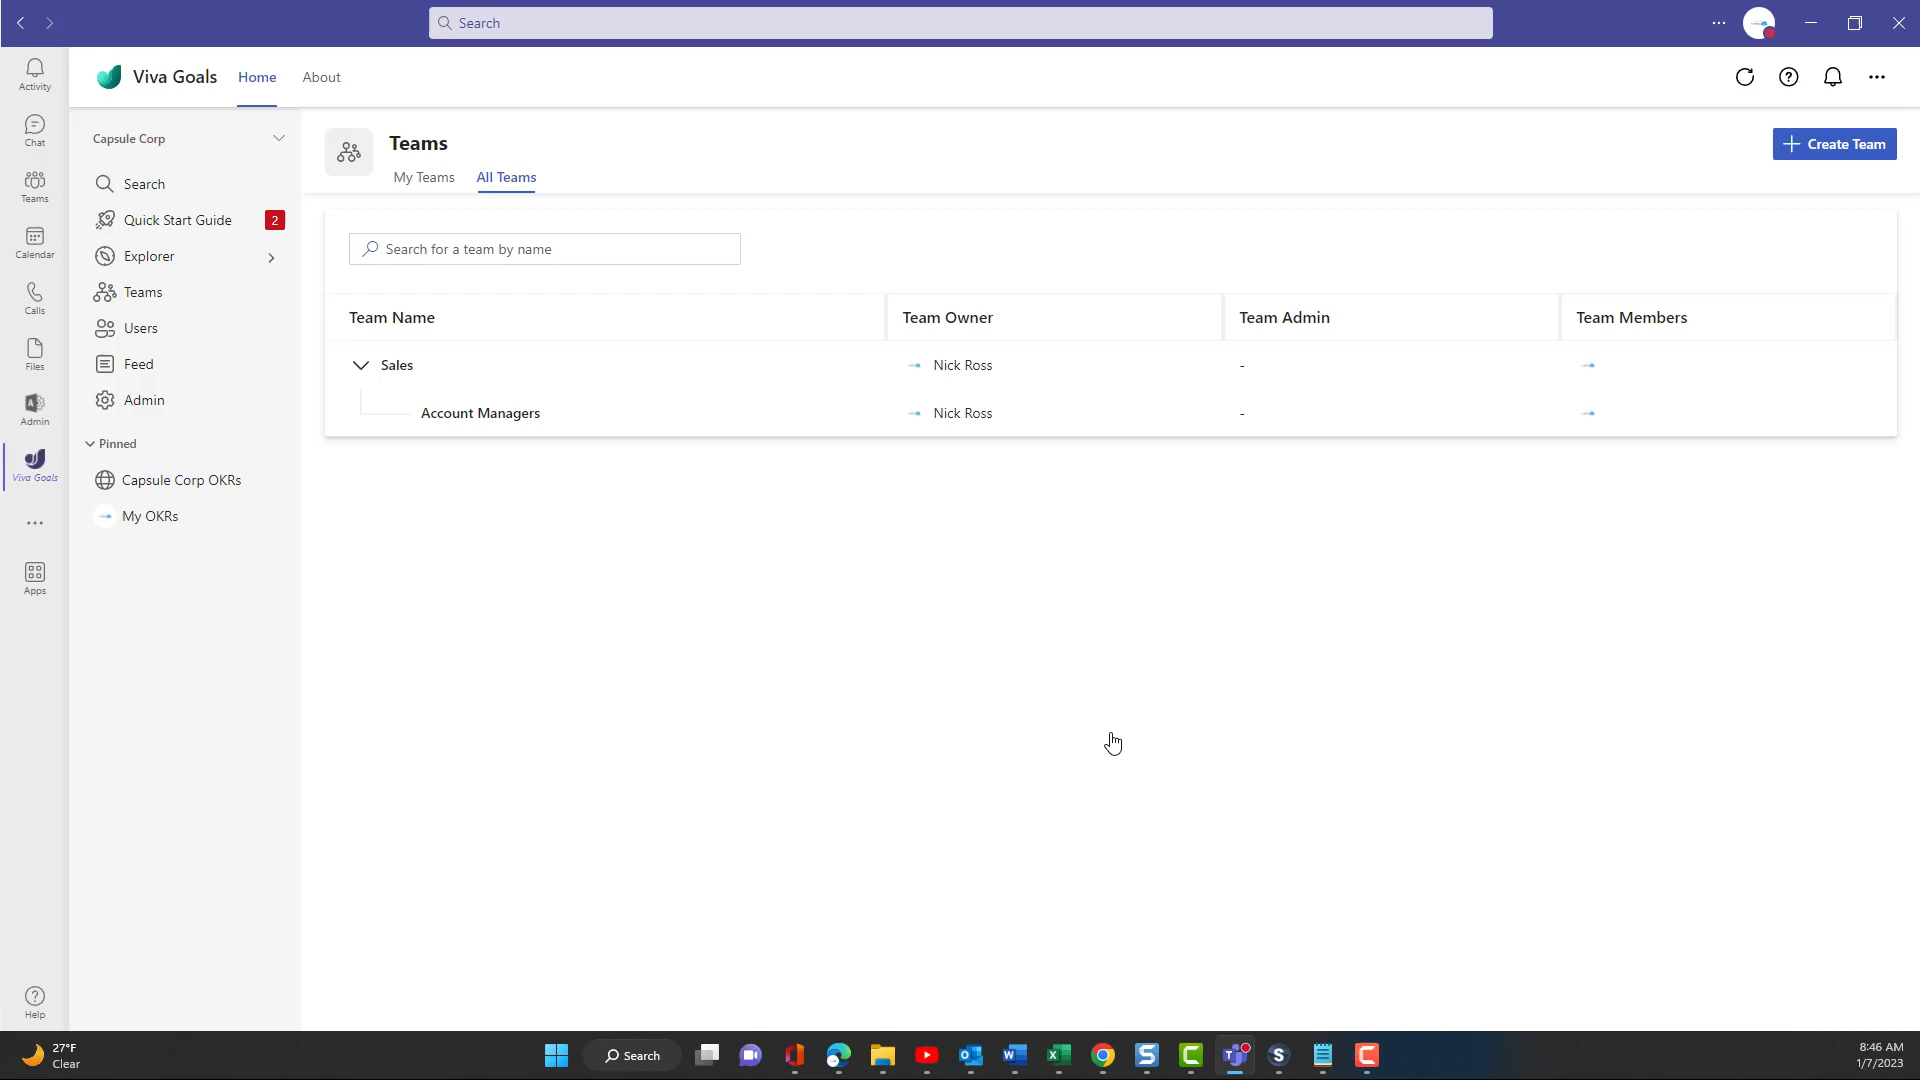 Search
Activity
Chat
Teams
Calendar
Calls
Files
Admin
Viva Goals
Apps
Help
Viva Goals
Home
About
Capsule Corp
Search
Quick Start Guide
2
Explorer
Teams
Users
Feed
Admin
Pinned
Capsule Corp OKRs
My OKRs
Teams
My Teams
All Teams
Create Team
Search for a team by name
Team Name Team Owner Team Admin Team Members
Sales Nick Ross -
Account Managers Nick Ross -
27°F
Clear
Search
8:46 AM
1/7/2023